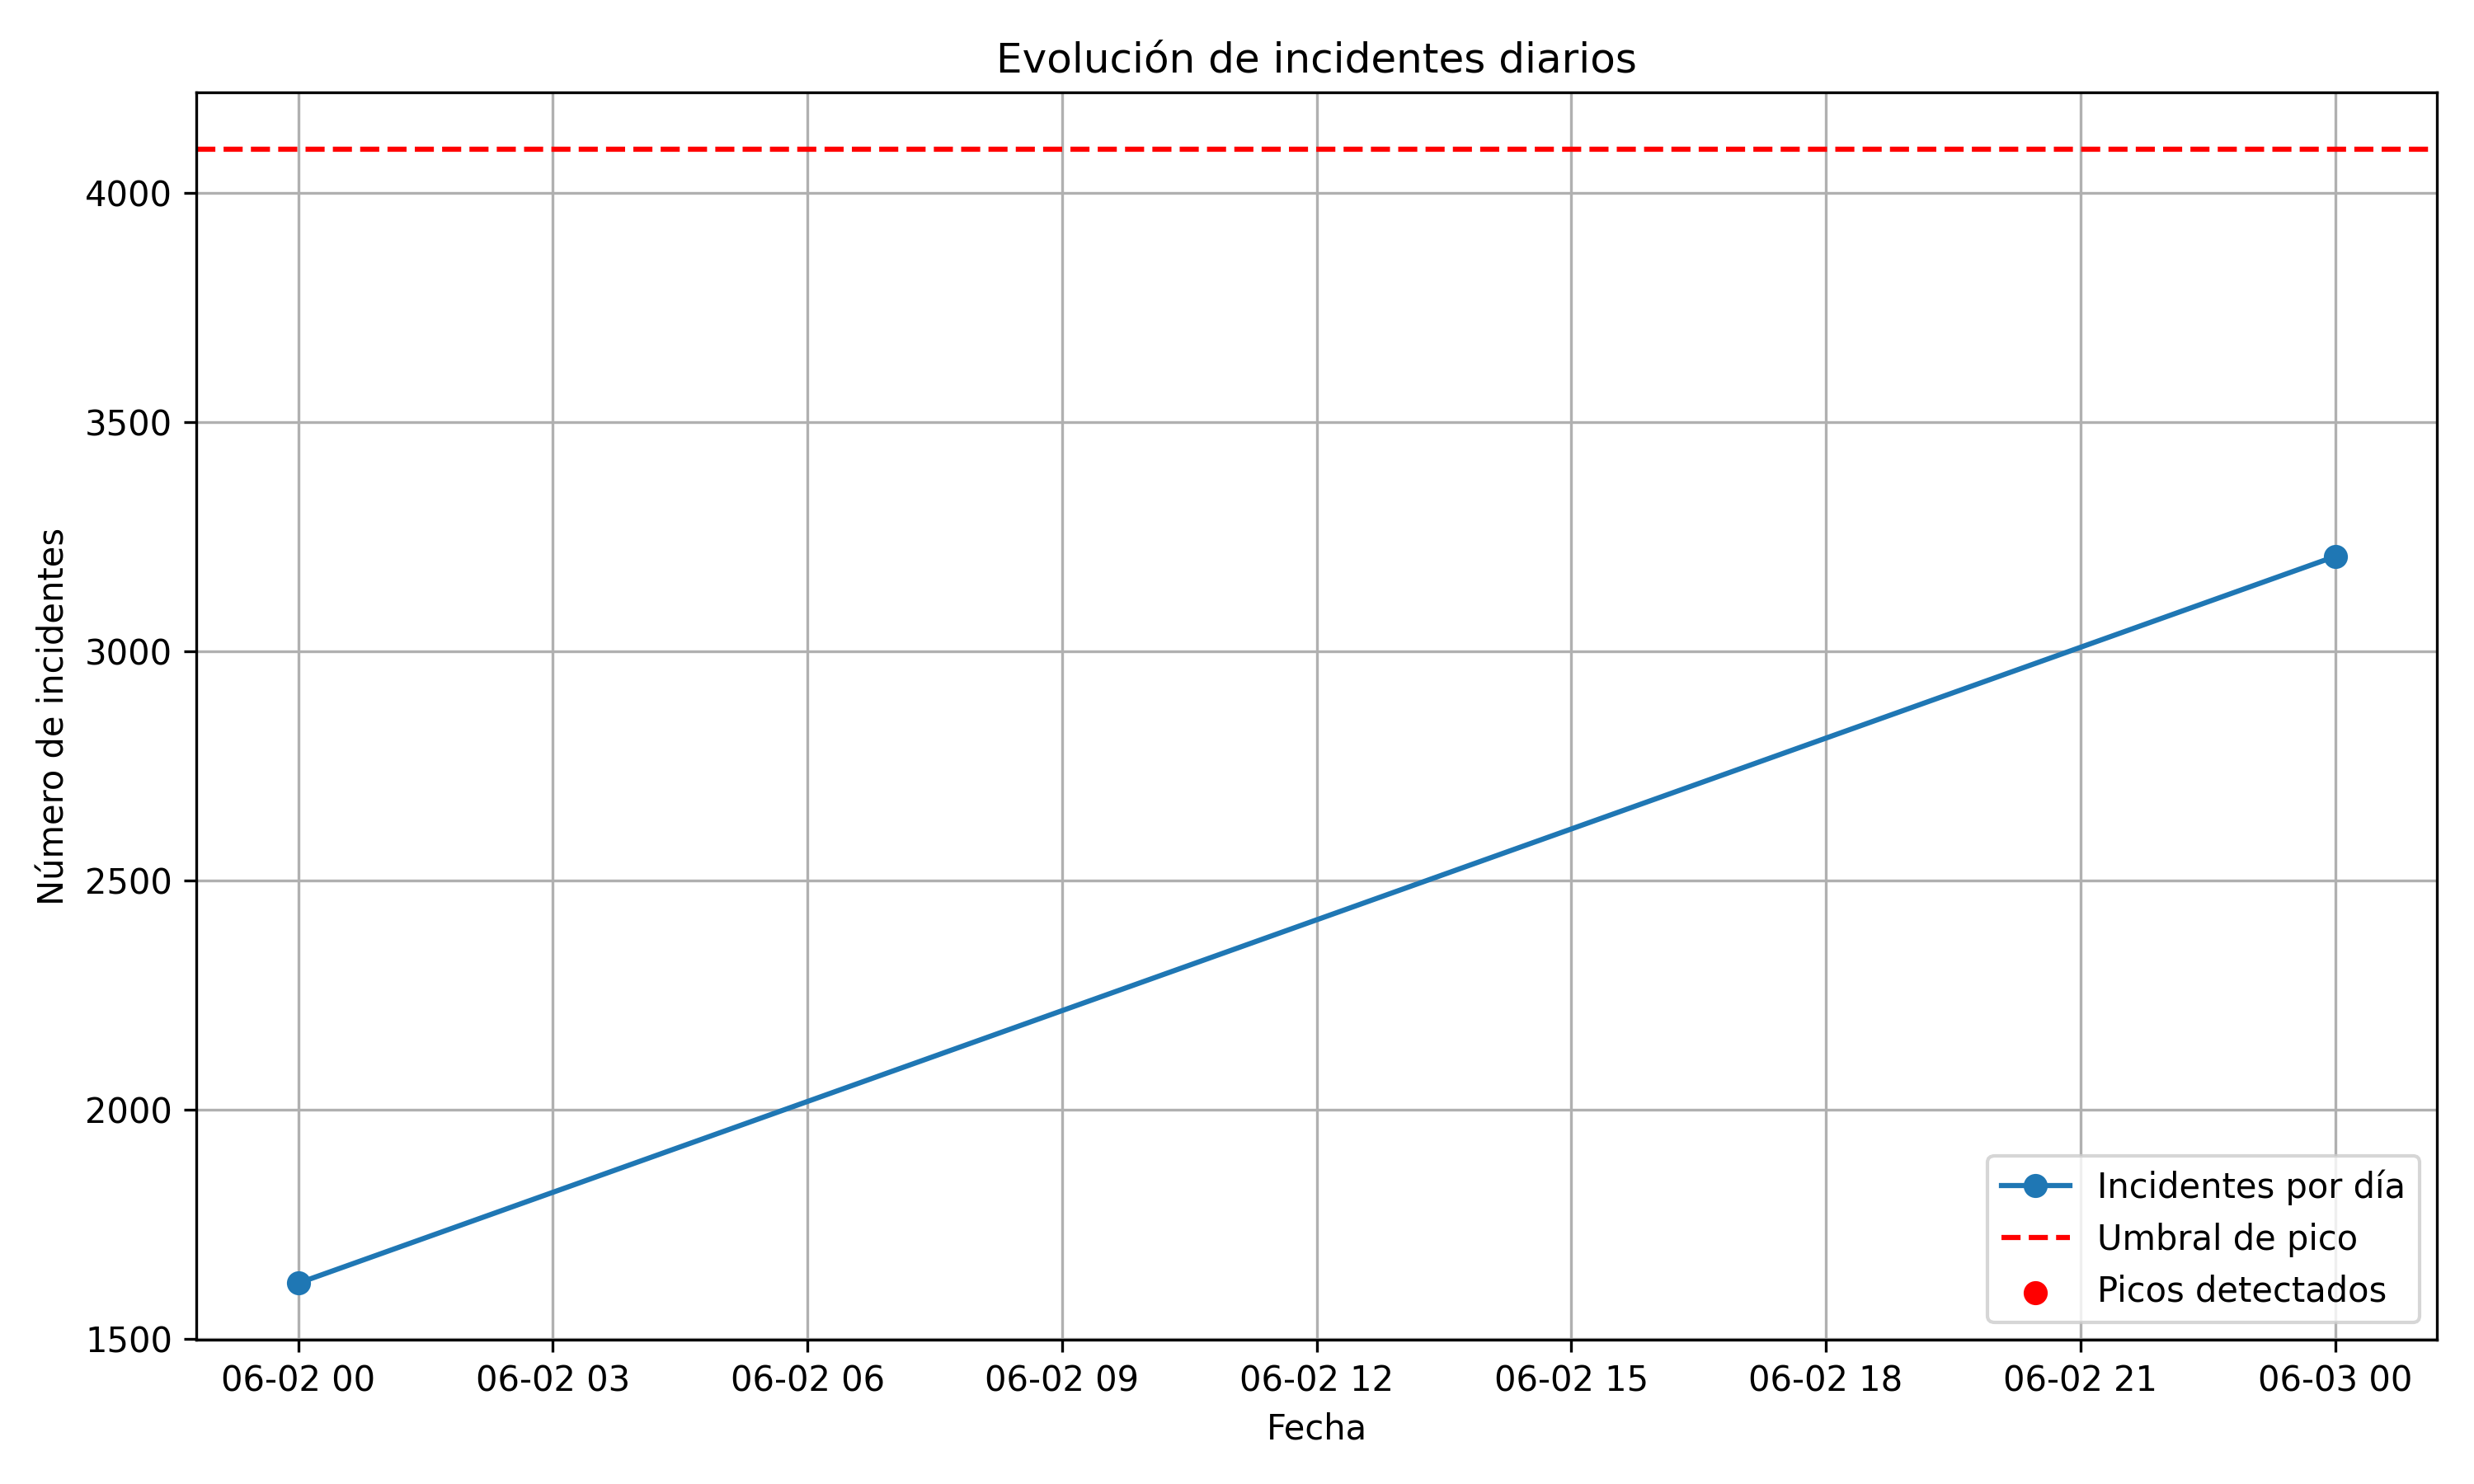 Evolución de incidentes diarios
Número de incidentes
4000
3500
3000
2500
2000
1500
06-02 00 06-02 03 06-02 06 06-02 09 06-02 12 06-02 15 06-02 18 06-02 21 06-03 00
Fecha
Incidentes por día
Umbral de pico
Picos detectados